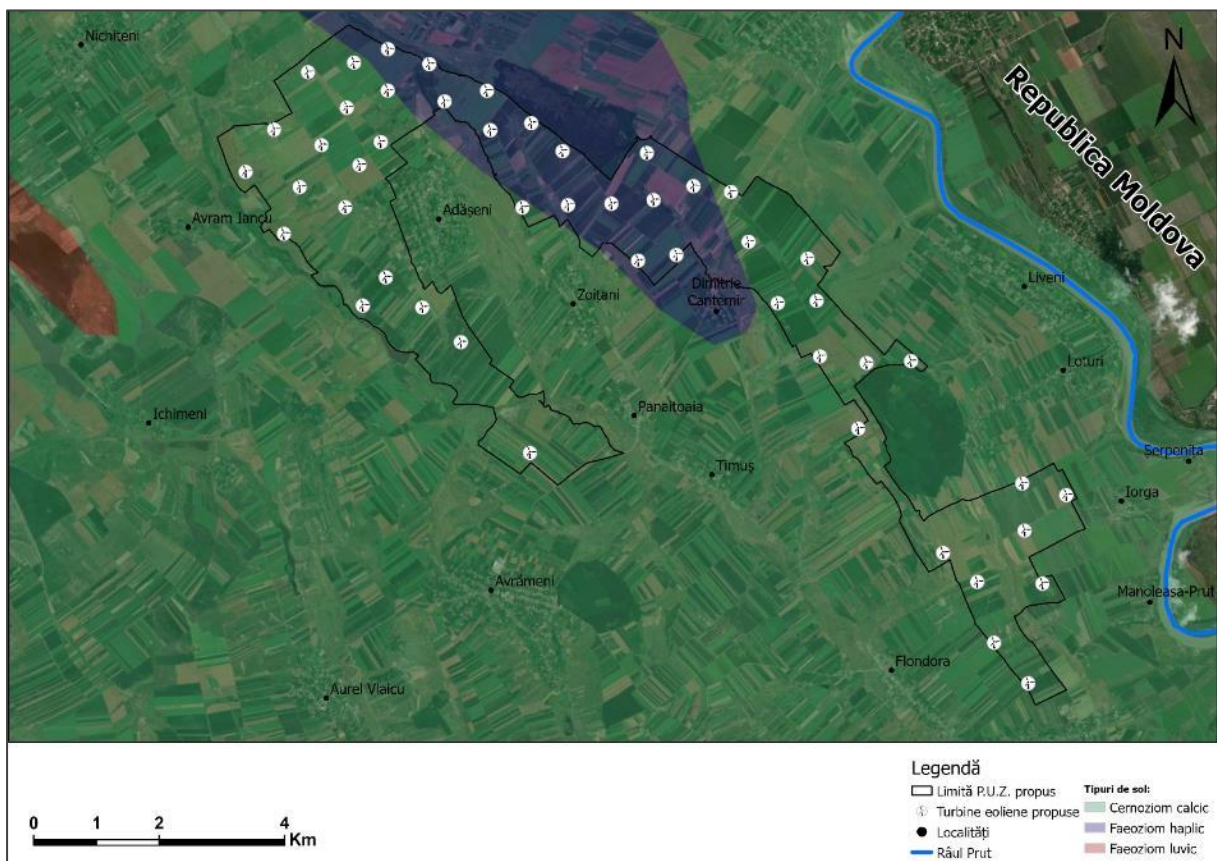 Nichiteni
N
Republica Moldova
Avram Iancu
Adășeni
Zoițani
Dimitrie
Cantemir
Liveni
Loturi
Ichimeni
Panaitoaia
Timuș
Șerpenița
Iorga
Avrămeni
Manoleasa-Prut
Flondora
Aurel Vlaicu
0 1 2 4
Km
Legendă
Limită P.U.Z. propus
Turbine eoliene propuse
Localități
Râul Prut
Tipuri de sol:
Cernoziom calcic
Faeoziom haplic
Faeoziom luvic